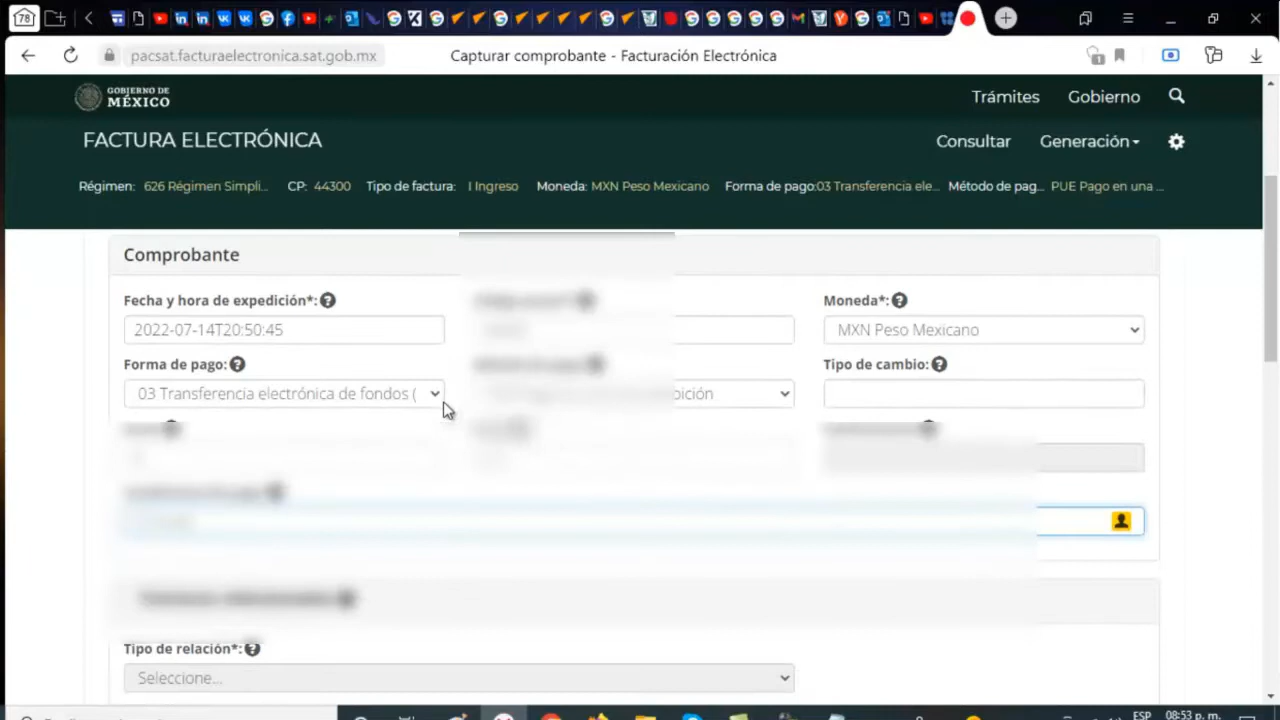 78
pacsat.facturaelectronica.sat.gob.mx
Capturar comprobante - Facturación Electrónica
GOBIERNO DE MÉXICO
Trámites Gobierno
FACTURA ELECTRÓNICA
Consultar Generación
Régimen: 626 Régimen Simpli... CP: 44300 Tipo de factura: I Ingreso Moneda: MXN Peso Mexicano Forma de pago:03 Transferencia ele... Método de pag... PUE Pago en una ...
Comprobante
Fecha y hora de expedición*: Moneda*:
2022-07-14T20:50:45 MXN Peso Mexicano
Forma de pago: Tipo de cambio:
03 Transferencia electrónica de fondos (
Tipo de relación*:
Seleccione...
ESP 08:53 p. m.